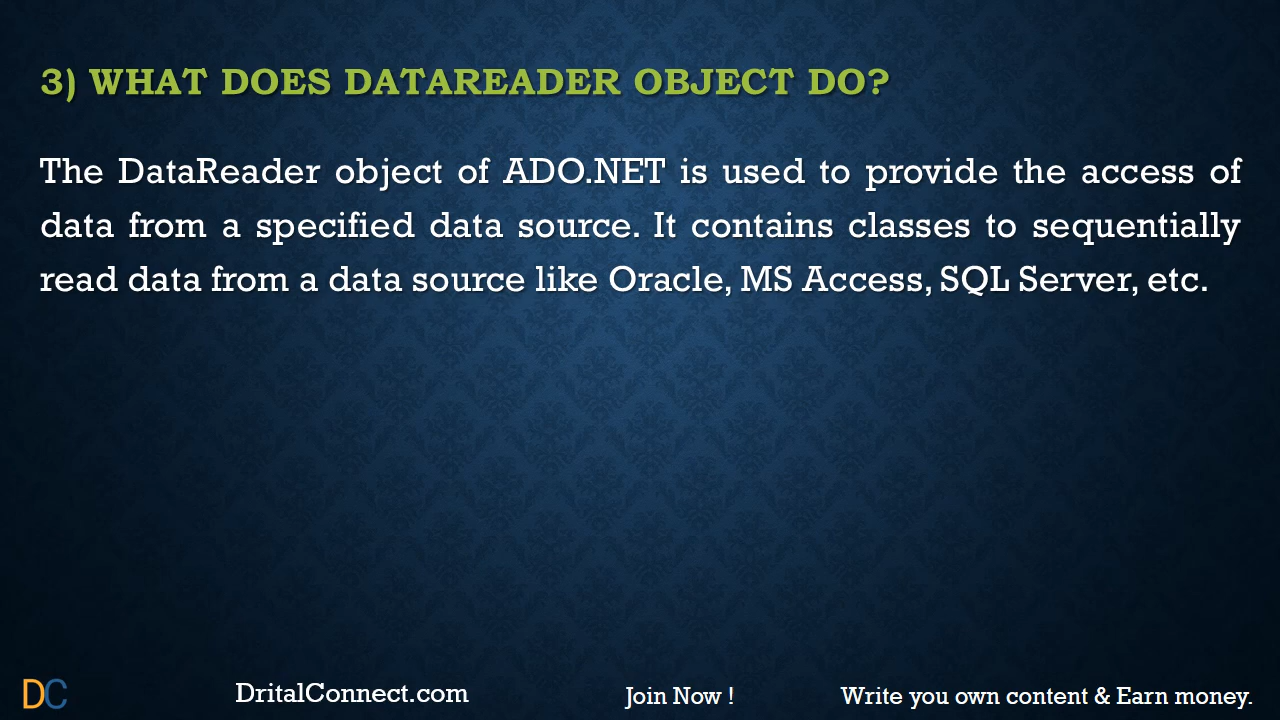 3) WHAT DOES DATAREADER OBJECT DO?
The DataReader object of ADO.NET is used to provide the access of
data from a specified data source. It contains classes to sequentially
read data from a data source like Oracle, MS Access, SQL Server, etc.
DC
DritalConnect.com
Join Now !
Write you own content & Earn money.